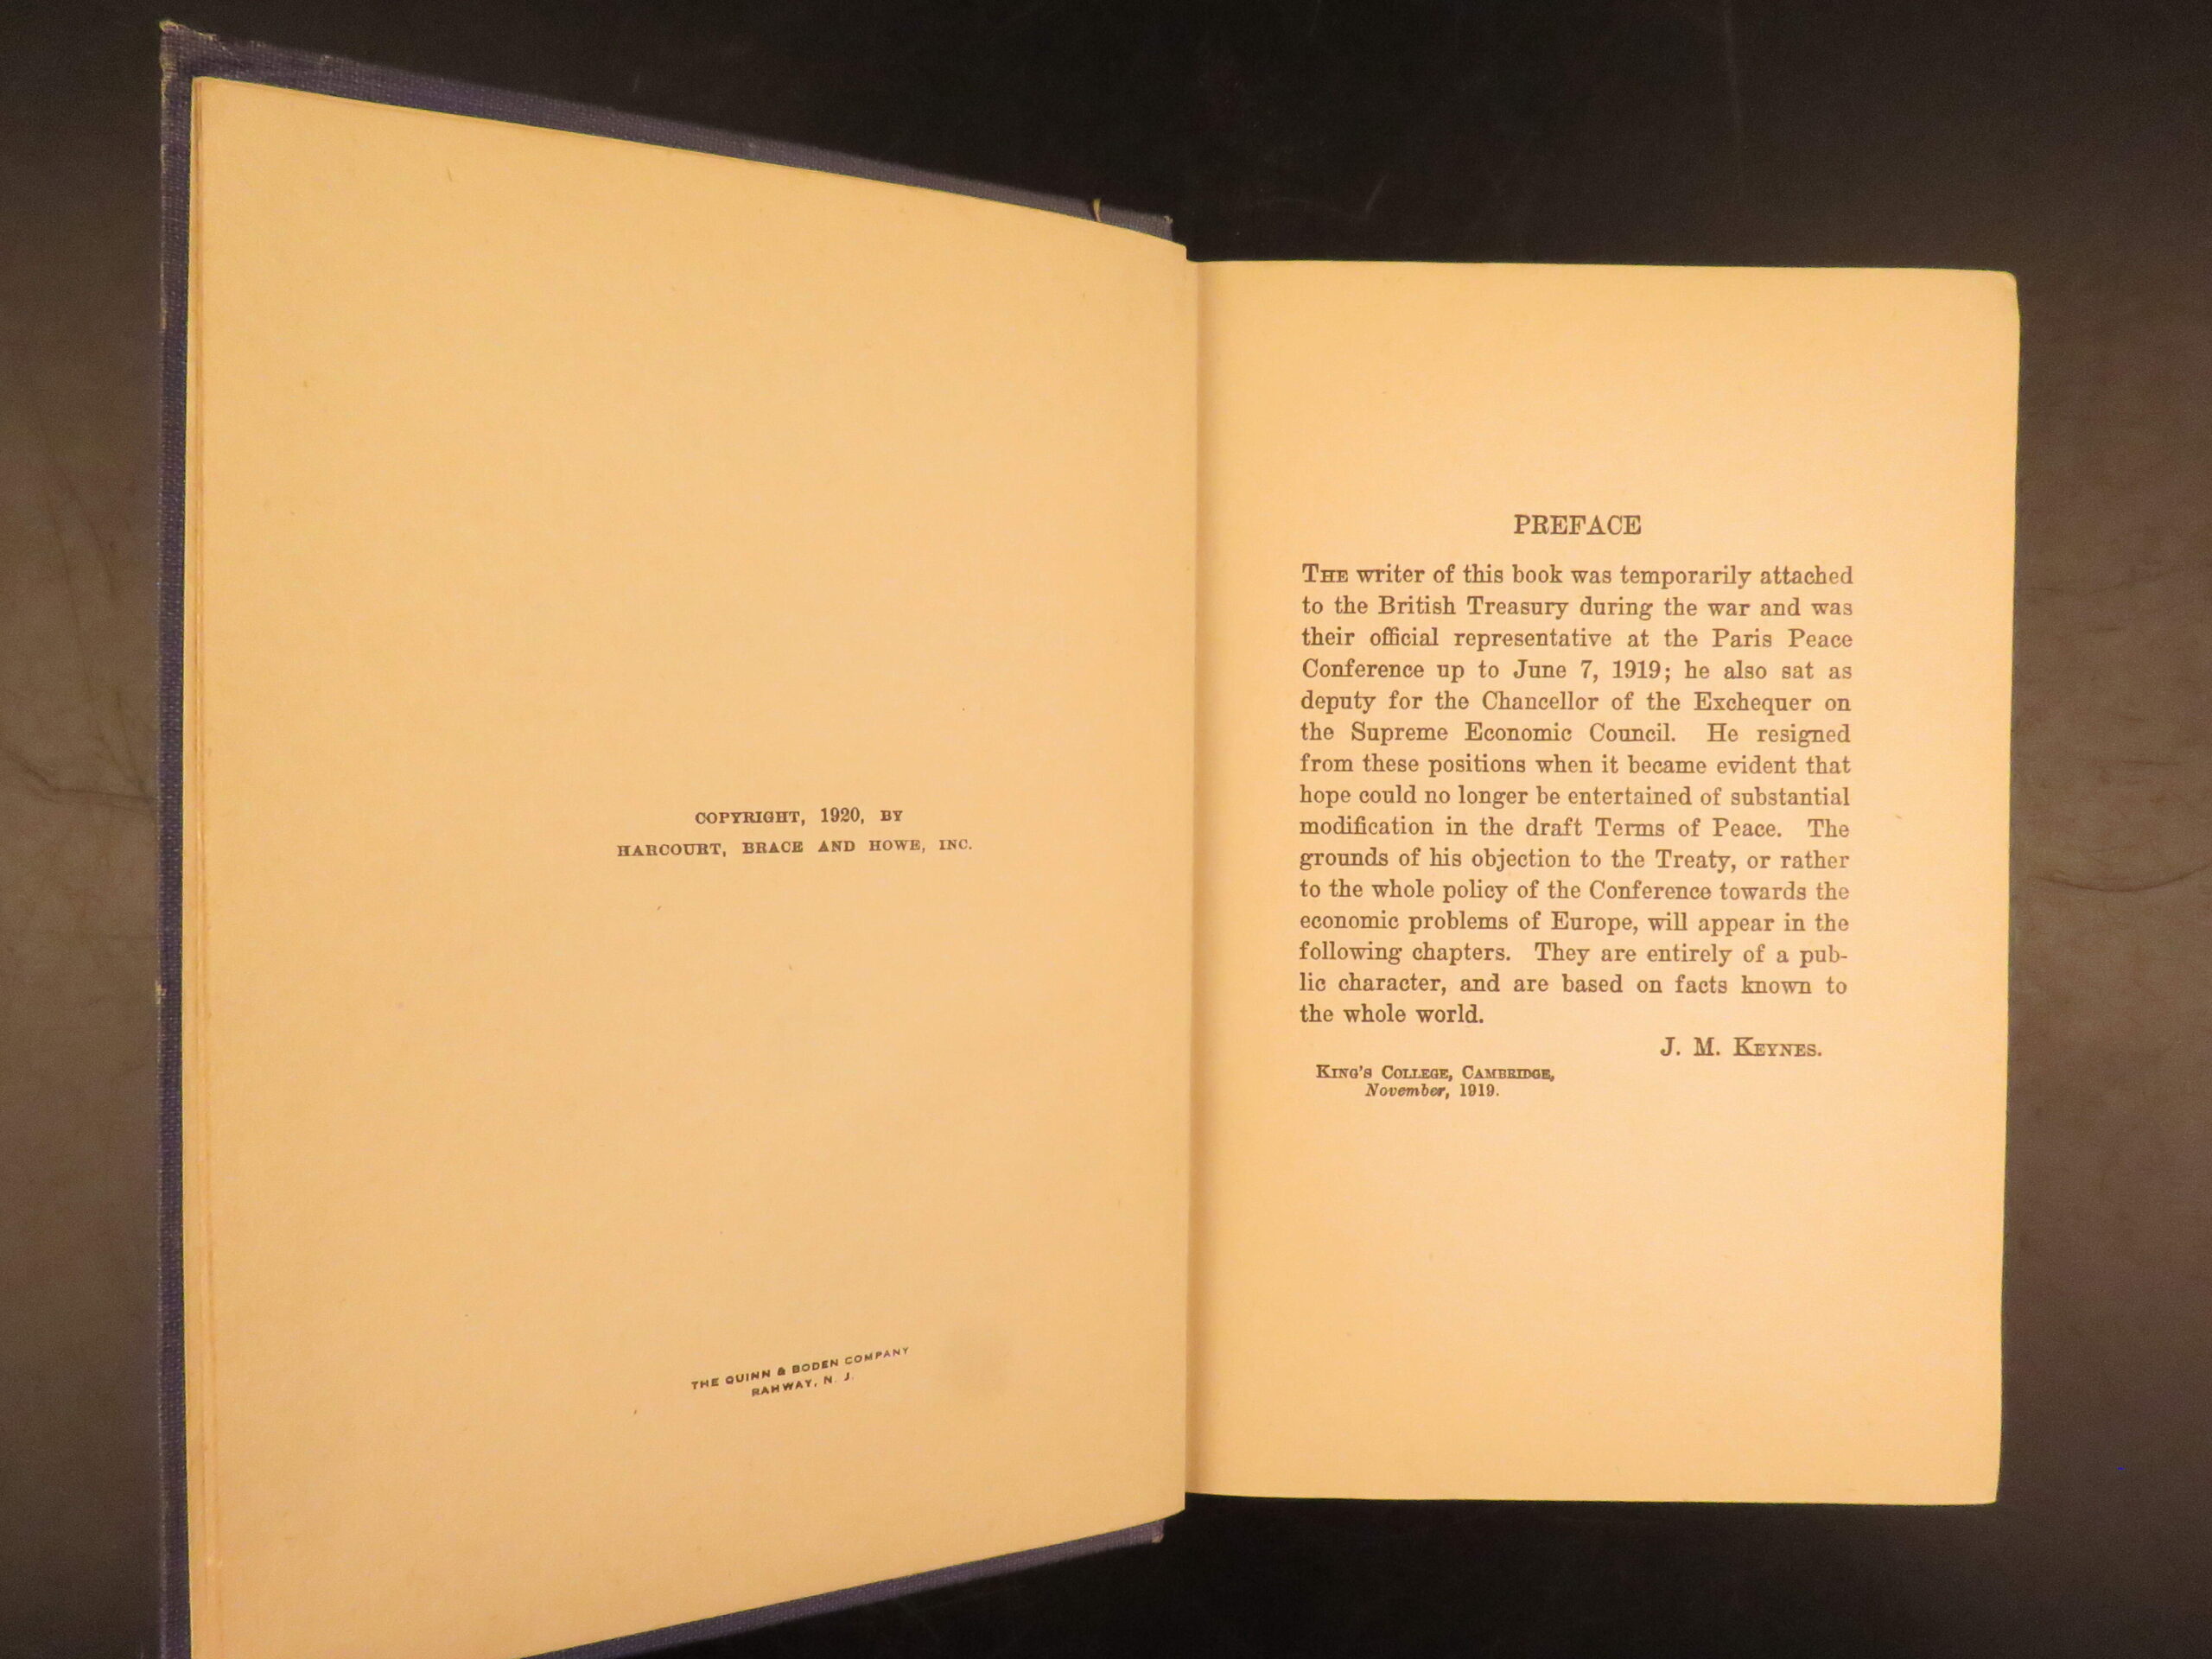 COPYRIGHT, 1920, BY
HARCOURT, BRACE AND HOWE, INC.
THE QUINN & BODEN COMPANY
RAHWAY, N. J.
PREFACE
THE writer of this book was temporarily attached
to the British Treasury during the war and was
their official representative at the Paris Peace
Conference up to June 7, 1919; he also sat as
deputy for the Chancellor of the Exchequer on
the Supreme Economic Council. He resigned
from these positions when it became evident that
hope could no longer be entertained of substantial
modification in the draft Terms of Peace. The
grounds of his objection to the Treaty, or rather
to the whole policy of the Conference towards the
economic problems of Europe, will appear in the
following chapters. They are entirely of a pub-
lic character, and are based on facts known to
the whole world.
J. M. KEYNES.
KING'S COLLEGE, CAMBRIDGE,
November, 1919.